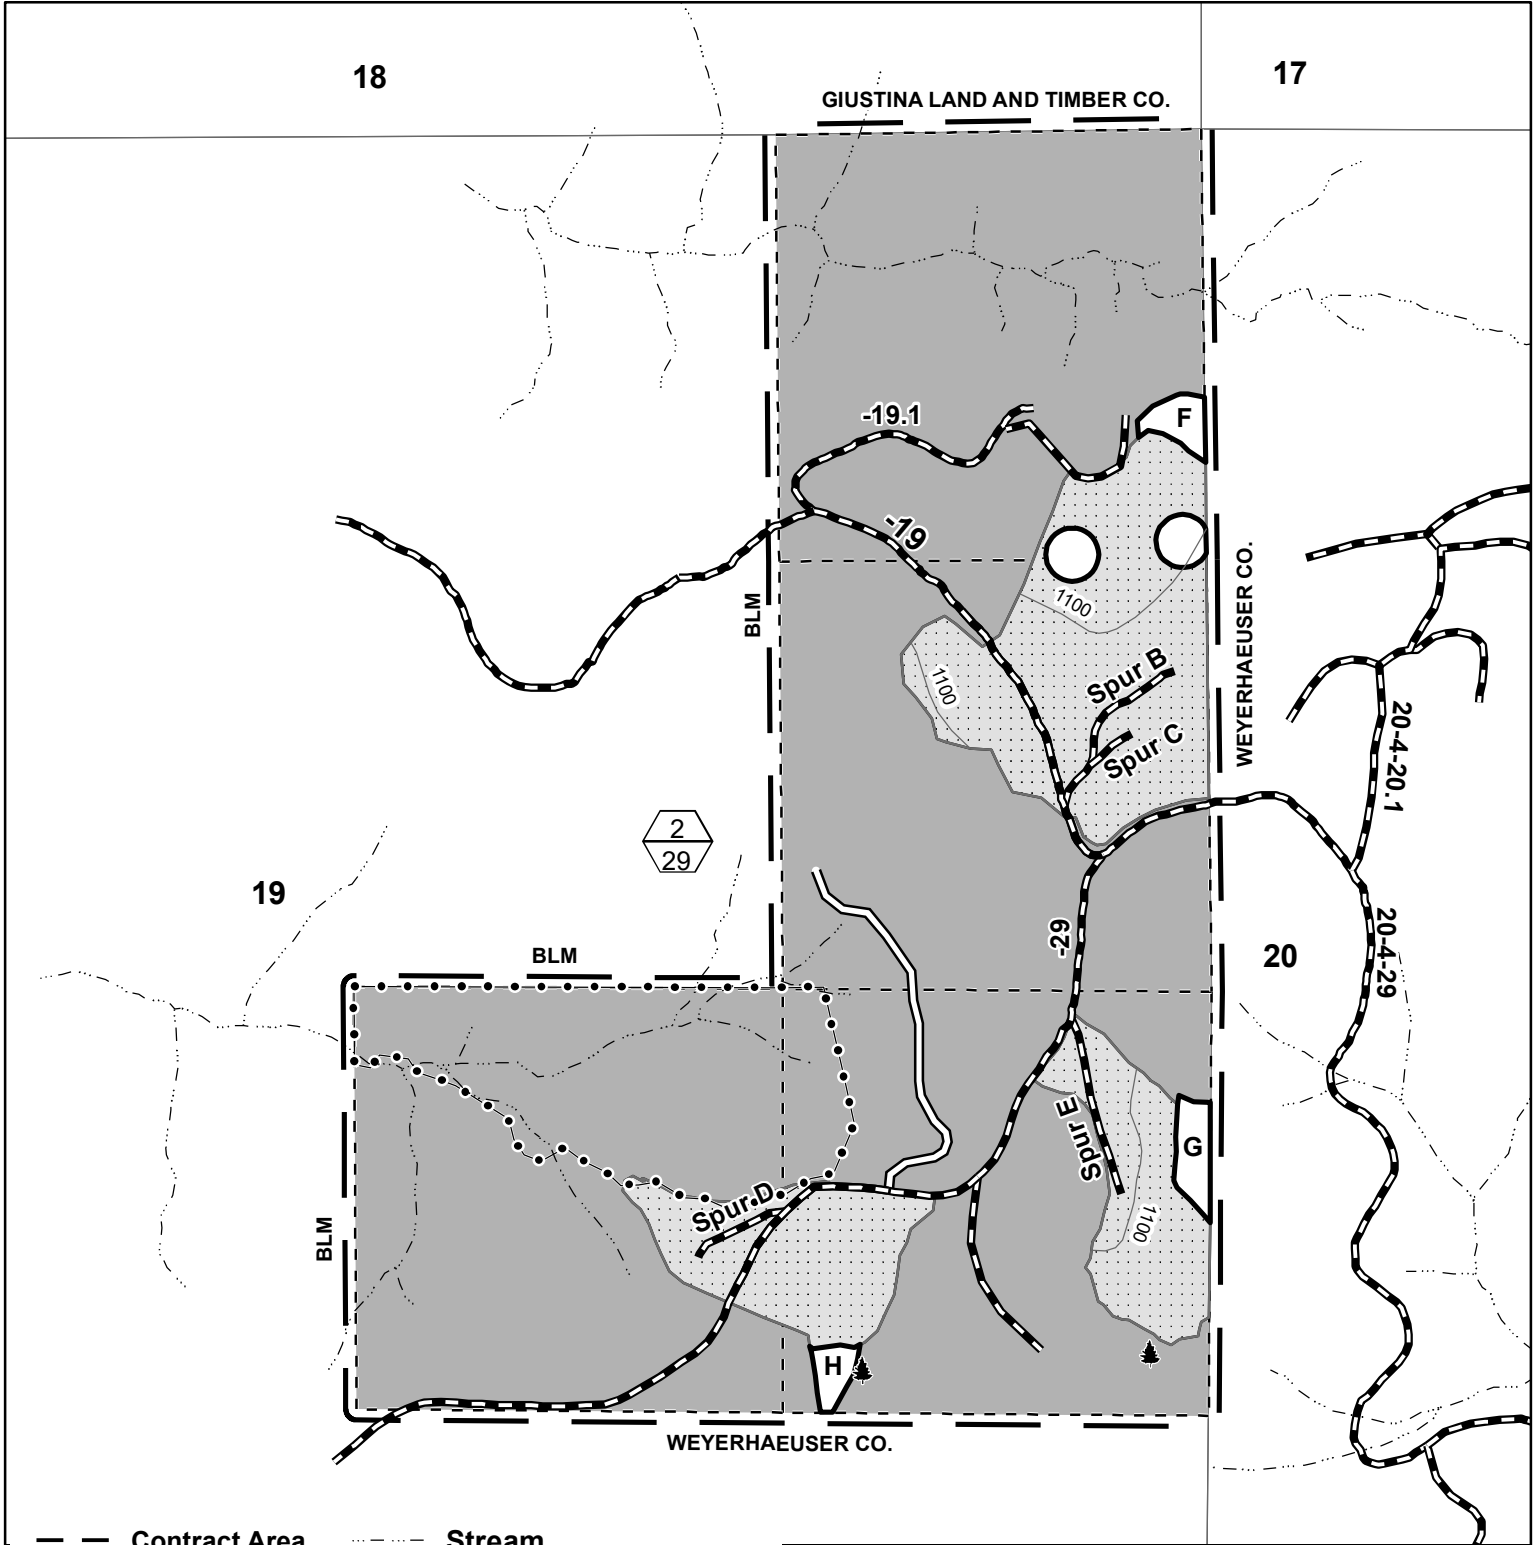 18
17
GIUSTINA LAND AND TIMBER CO.
F
-19.1
-19
1100
BLM
WEYERHAEUSER CO.
1100
Spur B
Spur C
20-4-20.1
2
29
19
-29
20
20-4-29
BLM
Spur E
G
Spur D
1100
BLM
H
WEYERHAEUSER CO.
Contract Area
Stream